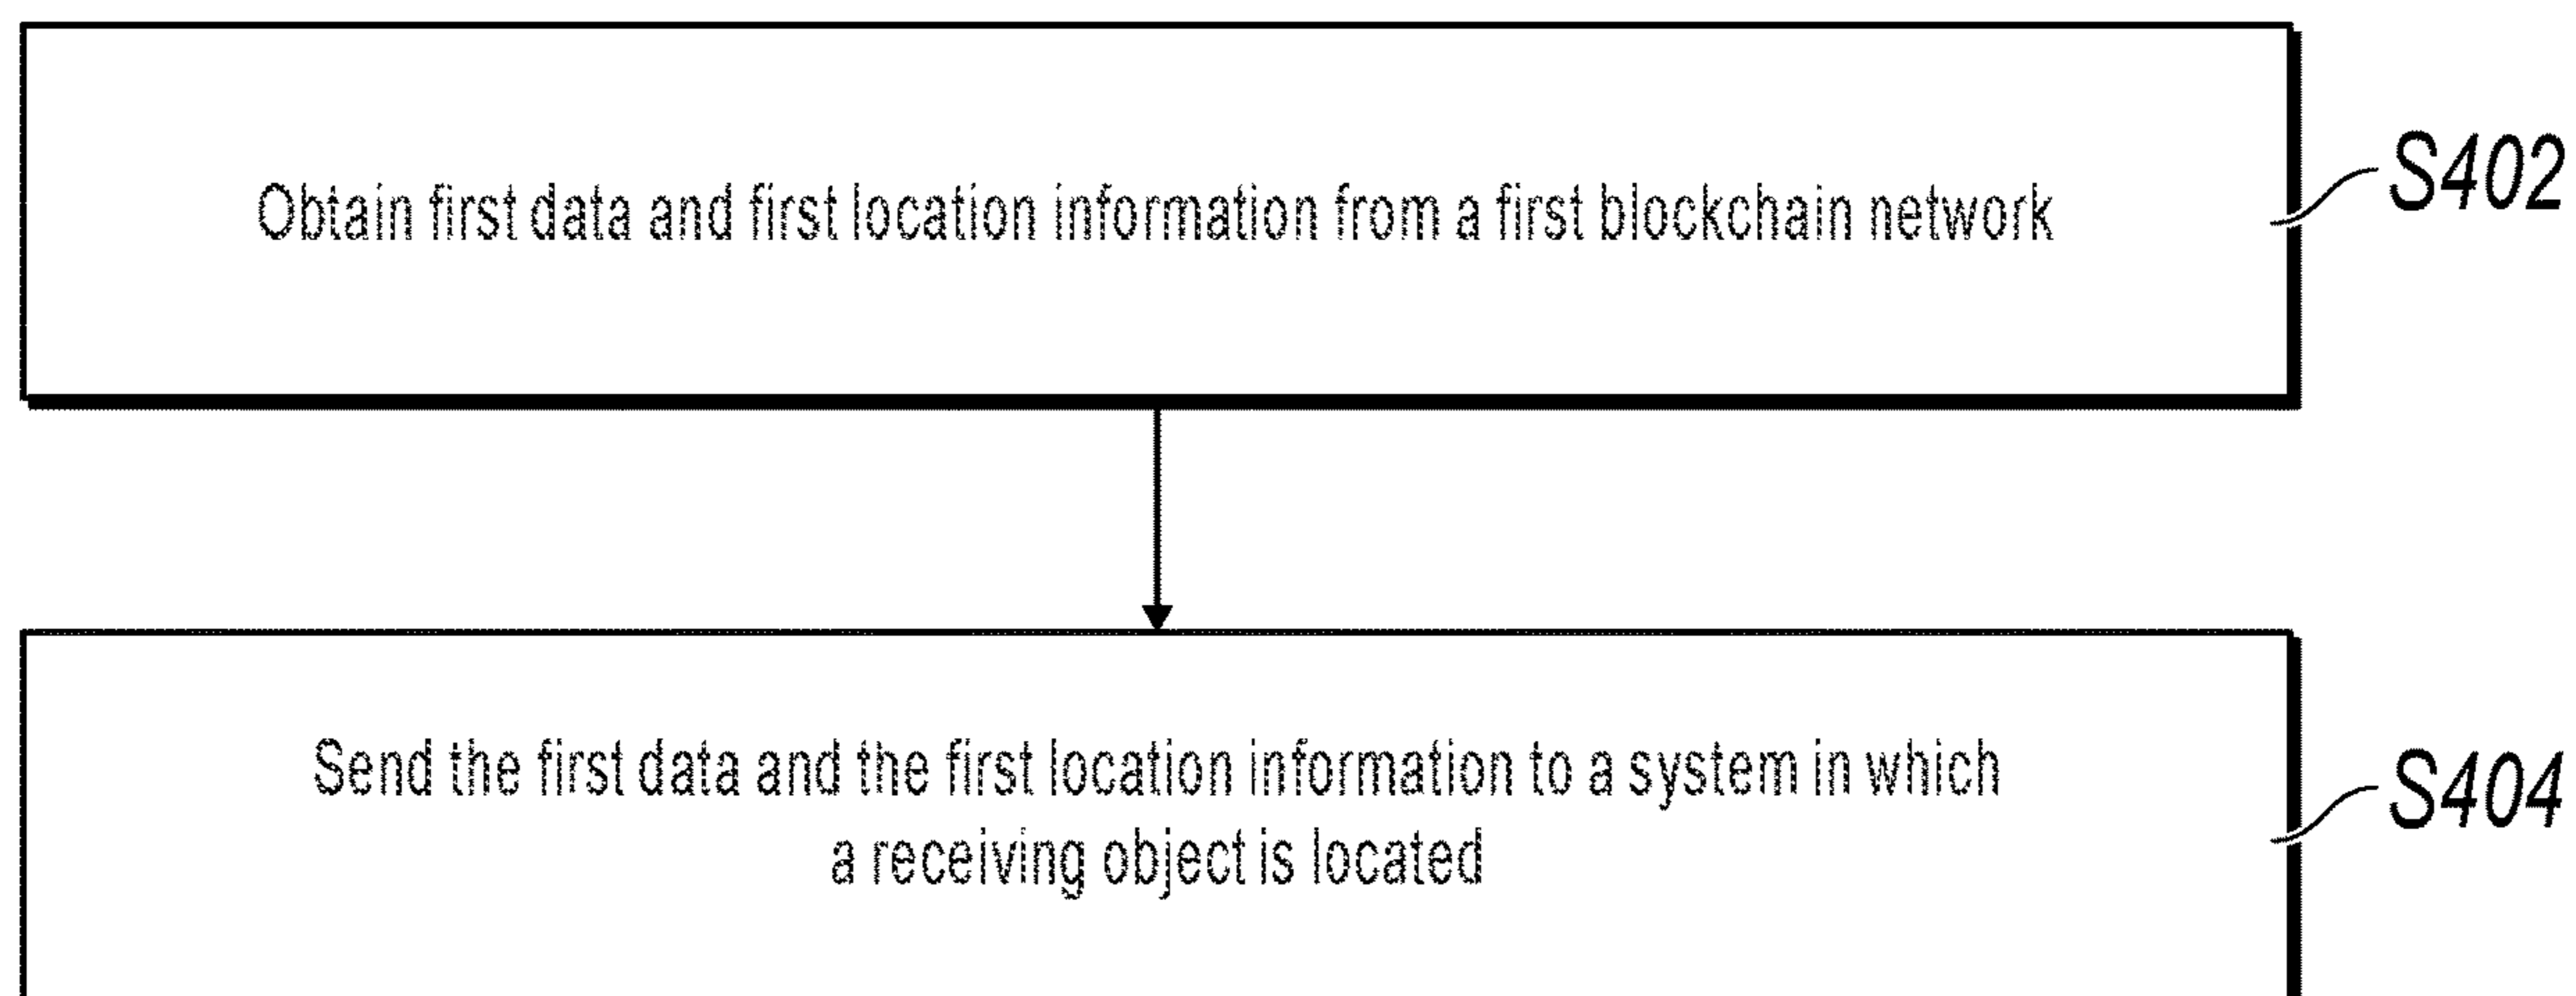 Obtain first data and first location information from a first blockchain network
S402
Send the first data and the first location information to a system in which
a receiving object is located
S404